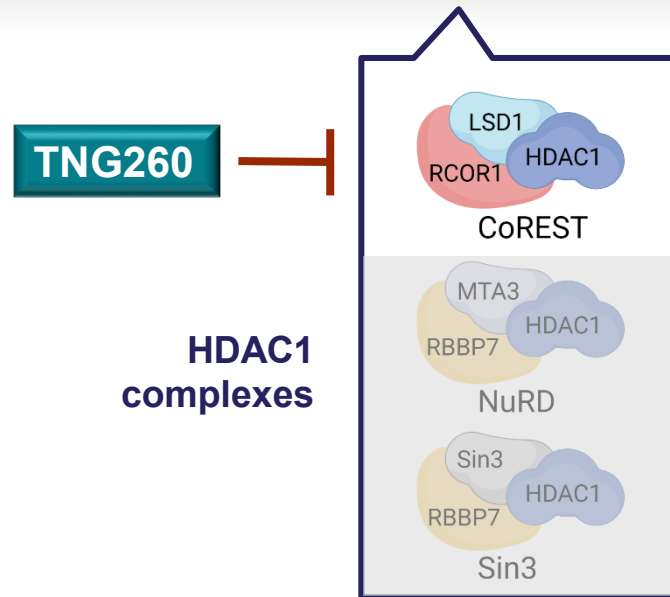 TNG260
LSD1
HDAC1
RCOR1
CoREST
MTA3
HDAC1
RBBP7
NuRD
HDAC1
complexes
Sin3
HDAC1
RBBP7
Sin3